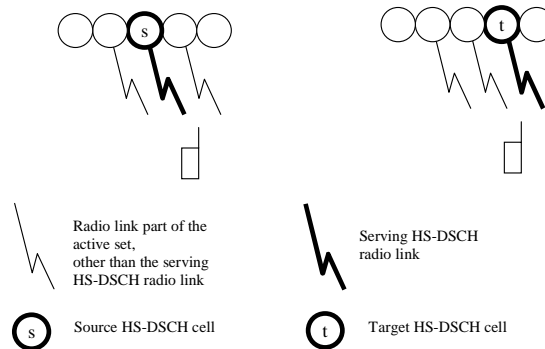 s
t
Radio link part of the
active set,
other than the serving
HS-DSCH radio link
Serving HS-DSCH
radio link
s
Source HS-DSCH cell
t
Target HS-DSCH cell